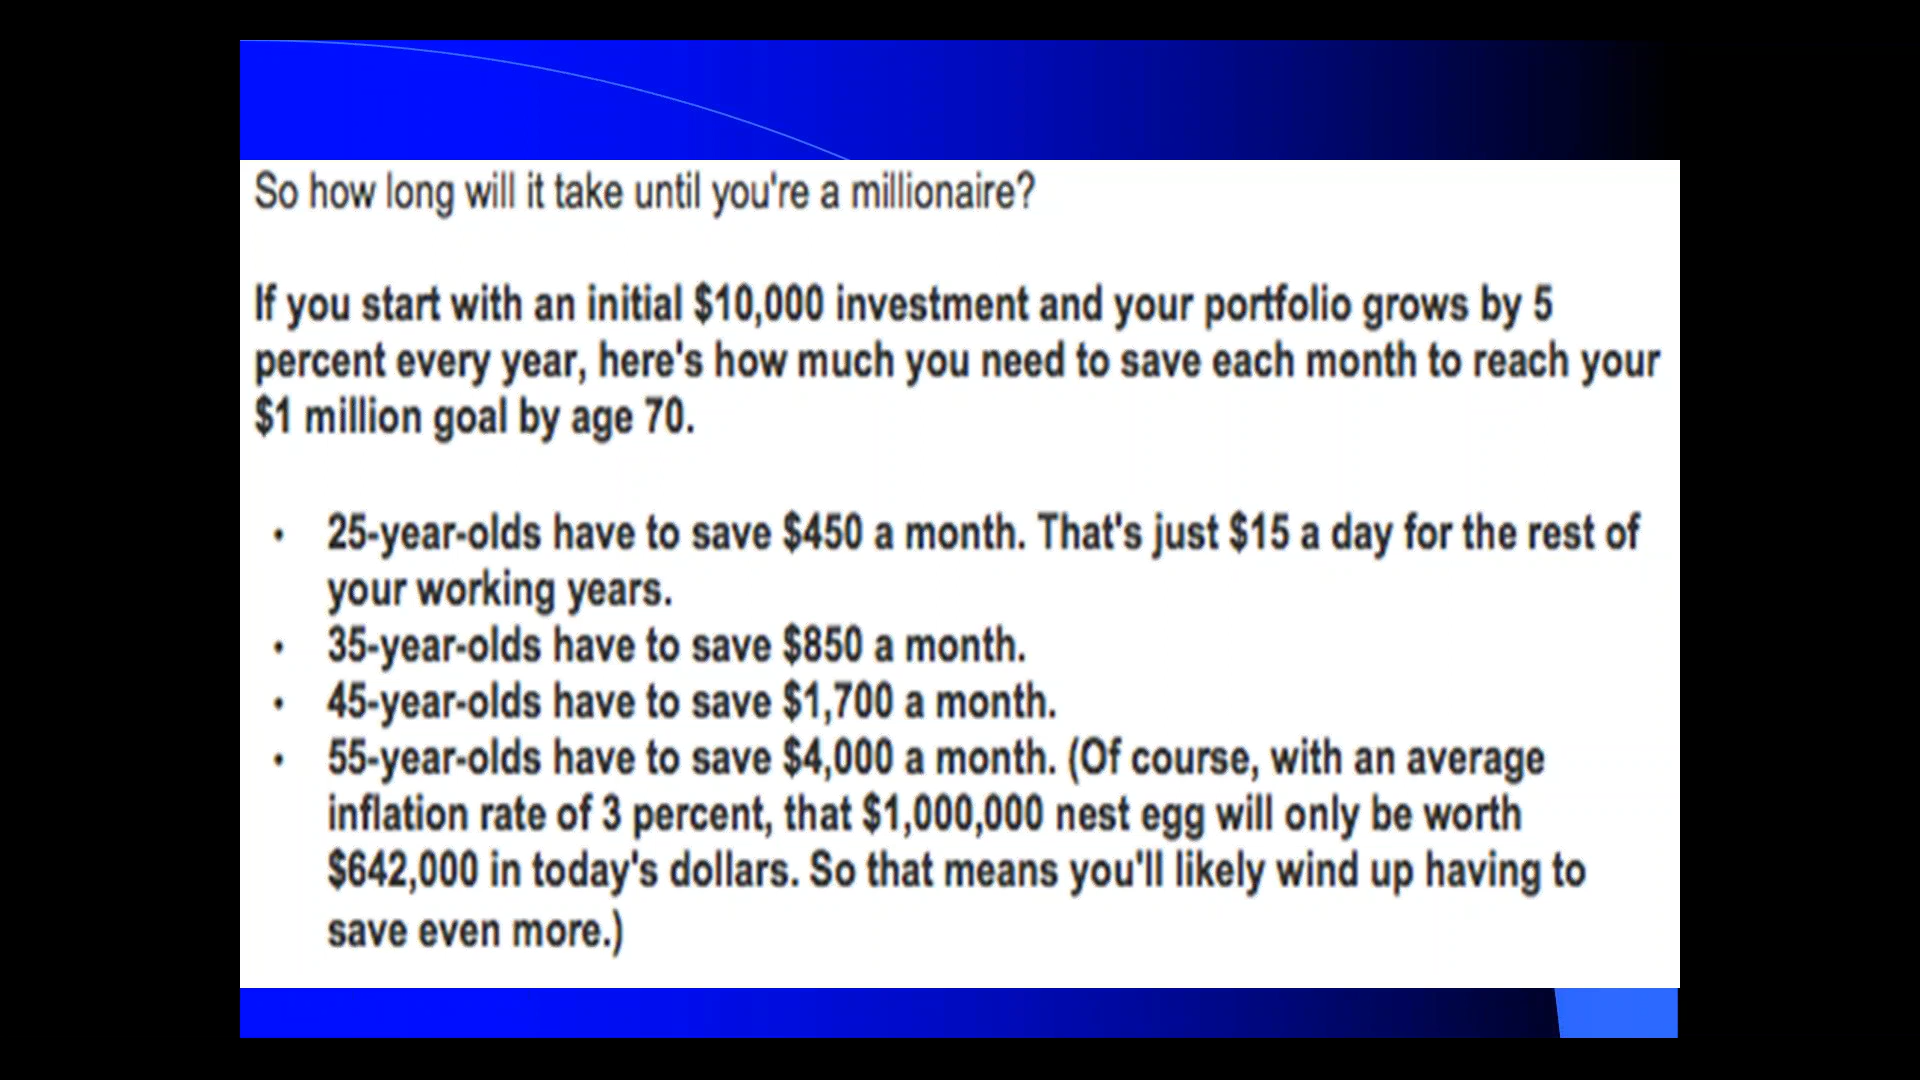 So how long will it take until you're a millionaire?
If you start with an initial $10,000 investment and your portfolio grows by 5
percent every year, here's how much you need to save each month to reach your
$1 million goal by age 70.
• 25-year-olds have to save $450 a month. That's just $15 a day for the rest of
your working years.
• 35-year-olds have to save $850 a month.
• 45-year-olds have to save $1,700 a month.
• 55-year-olds have to save $4,000 a month. (Of course, with an average
inflation rate of 3 percent, that $1,000,000 nest egg will only be worth
$642,000 in today's dollars. So that means you'll likely wind up having to
save even more.)